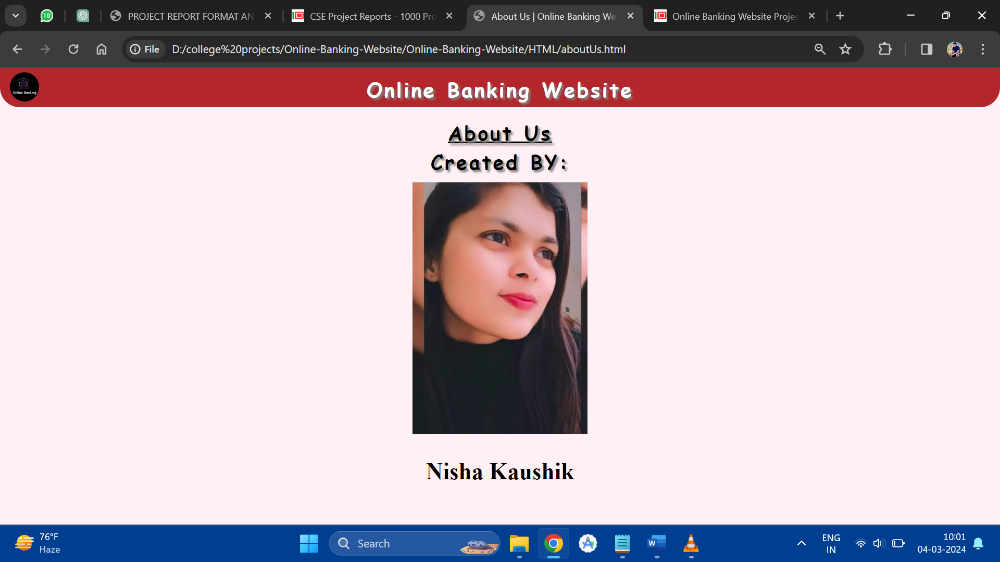 10
PROJECT REPORT FORMAT AN
CSE Project Reports - 1000 Pro
About Us | Online Banking We
Online Banking Website Projec
File
D:/college%20projects/Online-Banking-Website/Online-Banking-Website/HTML/aboutUs.html
Online Banking
Online Banking Website
About Us
Created BY:
Nisha Kaushik
76°F
Haze
Search
W
ENG
IN
10:01
04-03-2024